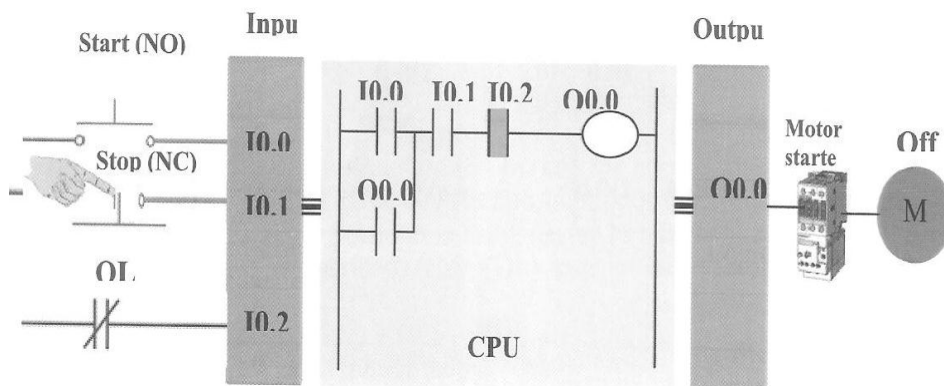 Inpu
Outpu
Start (NO)
I0.0 I0.1 I0.2 Q0.0
Motor
starte
Off
I0.0
Stop (NC)
Q0.0
I0.1
Q0.0
M
OL
I0.2
CPU